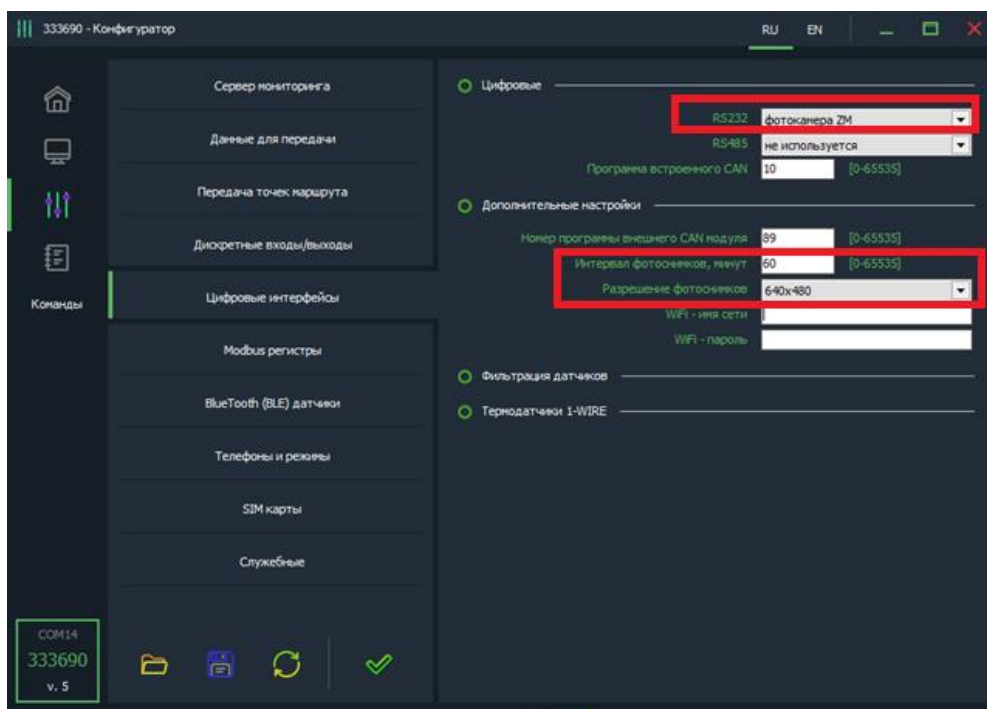 333690 - Конфигуратор
RU EN
Сервер мониторинга
Данные для передачи
Передача точек маршрута
Дискретные входы/выходы
Цифровые интерфейсы
Modbus регистры
BlueTooth (BLE) датчики
Телефоны и режимы
SIM карты
Служебные
Команды
COM14
333690
v. 5
Цифровые
RS232 фотокамера ZM
RS485 не используется
Программа встроенного CAN 10 [0-65535]
Дополнительные настройки
Номер программы внешнего CAN модуля 89 [0-65535]
Интервал фотоснимков, минут 60 [0-65535]
Разрешение фотоснимков 640x480
WiFi - имя сети
WiFi - пароль
Фильтрация датчиков
Термодатчики 1-WIRE